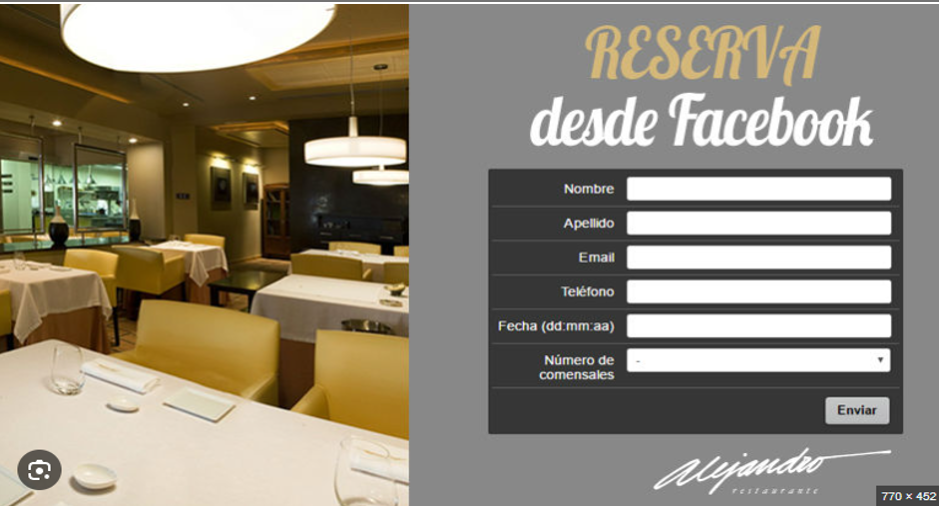 RESERVA
desde Facebook
Nombre
Apellido
Email
Teléfono
Fecha (dd:mm:aa)
Número de
comensales
-
Enviar
Alejandro
restaurante
770 × 452